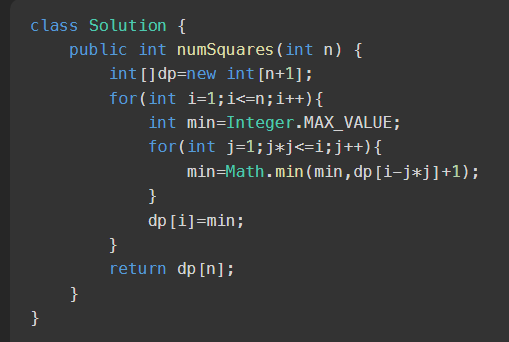 class Solution {
    public int numSquares(int n) {
        int[]dp=new int[n+1];
        for(int i=1;i<=n;i++){
            int min=Integer.MAX_VALUE;
            for(int j=1;j*j<=i;j++){
                min=Math.min(min,dp[i-j*j]+1);
            }
            dp[i]=min;
        }
        return dp[n];
    }
}